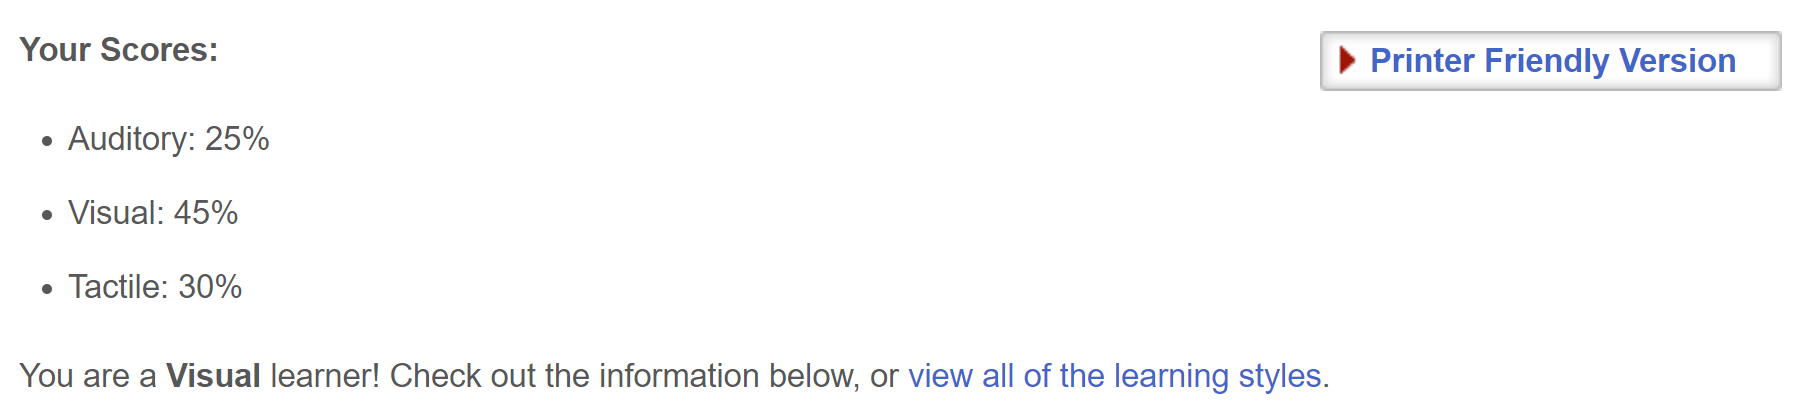 Your Scores:
Printer Friendly Version
Auditory: 25%
Visual: 45%
Tactile: 30%
You are a Visual learner! Check out the information below, or view all of the learning styles.